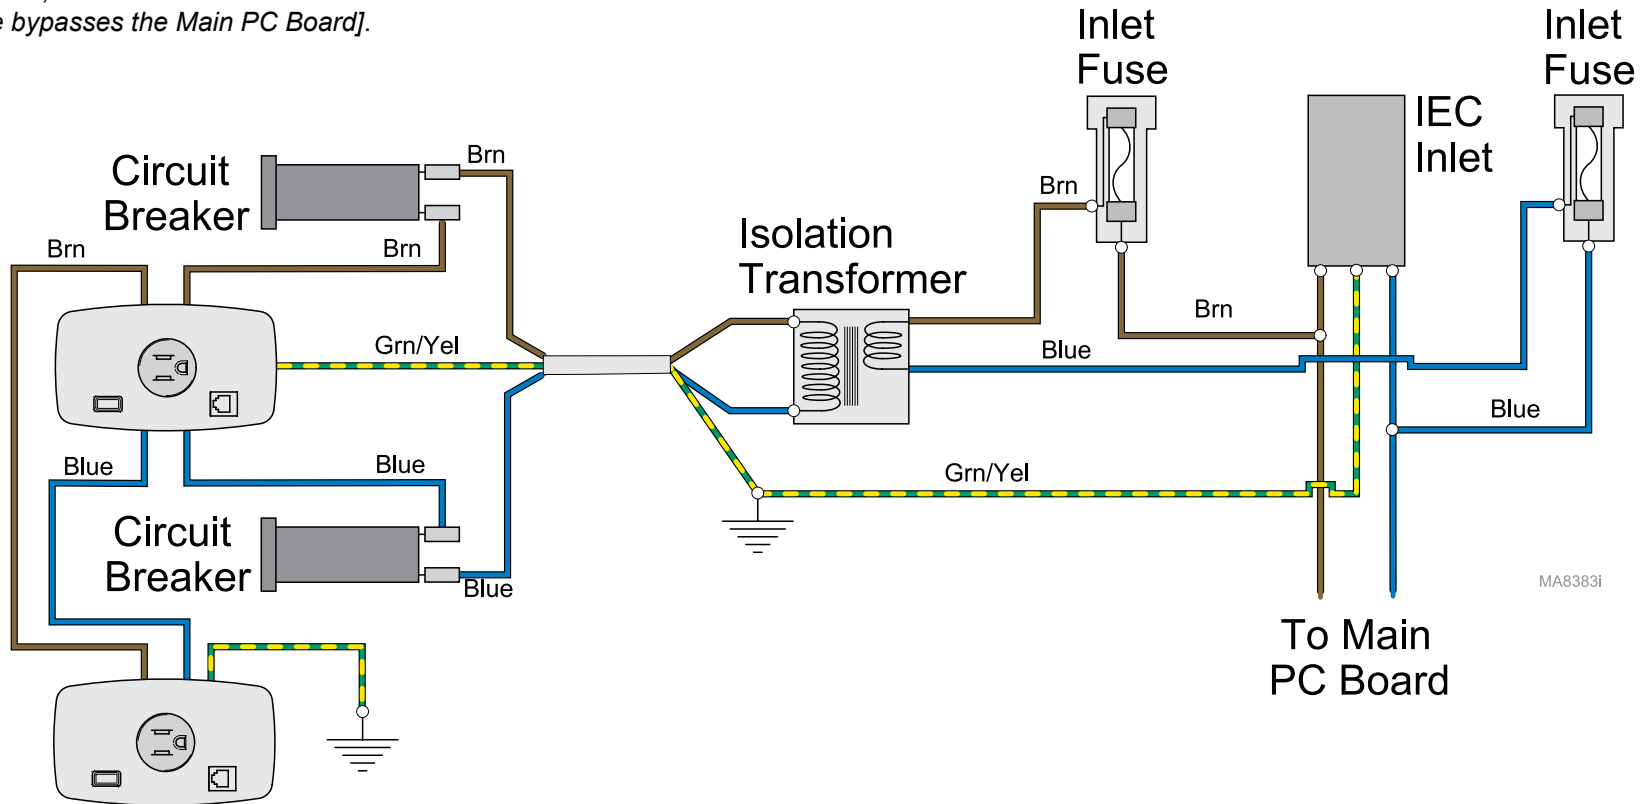 e bypasses the Main PC Board].
Inlet
Fuse
Inlet
Fuse
IEC
Inlet
Circuit
Breaker
Brn
Brn
Brn
Brn
Isolation
Transformer
Brn
Grn/Yel
Blue
Blue
Blue
Blue
Grn/Yel
Circuit
Breaker
Blue
MA8383i
To Main
PC Board